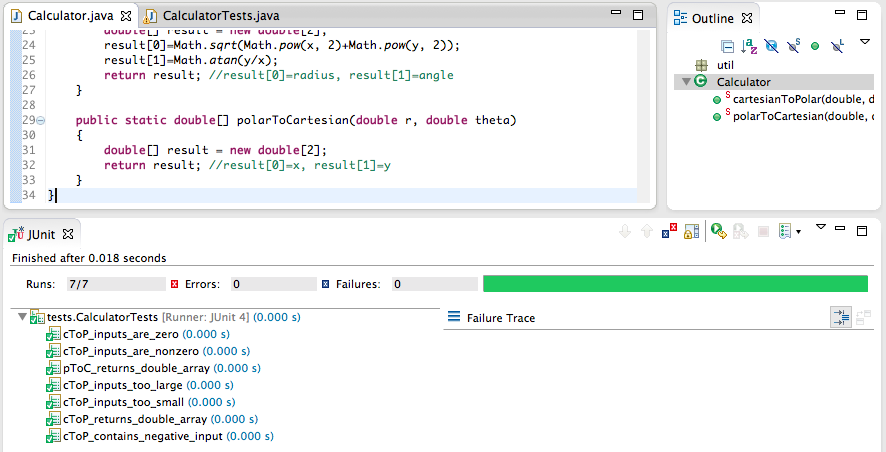 Calculator.java
CalculatorTests.java
23 double[] result = new double[2];
24 result[0]=Math.sqrt(Math.pow(x, 2)+Math.pow(y, 2));
25 result[1]=Math.atan(y/x);
26 return result; //result[0]=radius, result[1]=angle
27 }
28
29 public static double[] polarToCartesian(double r, double theta)
30 {
31 double[] result = new double[2];
32 return result; //result[0]=x, result[1]=y
33 }
34 }
Outline
util
Calculator
cartesianToPolar(double, d
polarToCartesian(double, d
JUnit
Finished after 0.018 seconds
Runs: 7/7 Errors: 0 Failures: 0
tests.CalculatorTests [Runner: JUnit 4] (0.000 s)
cToP_inputs_are_zero (0.000 s)
cToP_inputs_are_nonzero (0.000 s)
pToC_returns_double_array (0.000 s)
cToP_inputs_too_large (0.000 s)
cToP_inputs_too_small (0.000 s)
cToP_returns_double_array (0.000 s)
cToP_contains_negative_input (0.000 s)
Failure Trace